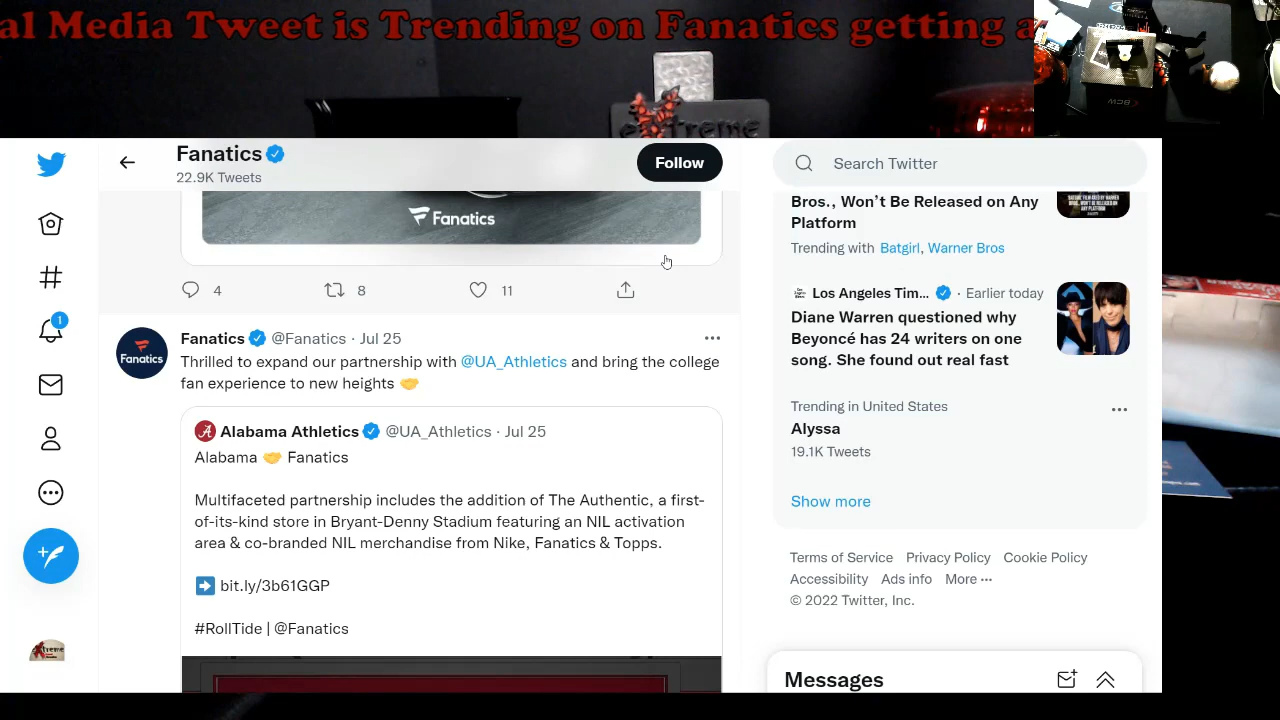 al Media Tweet is Trending on Fanatics getting a
extreme
BCW
Fanatics
22.9K Tweets
Follow
Search Twitter
Fanatics
Bros., Won't Be Released on Any
Platform
Trending with Batgirl, Warner Bros
4
8
11
Los Angeles Tim... · Earlier today
Diane Warren questioned why
Beyoncé has 24 writers on one
song. She found out real fast
1
Fanatics
Fanatics @Fanatics · Jul 25
Thrilled to expand our partnership with @UA_Athletics and bring the college
fan experience to new heights 🤝
Alabama Athletics @UA_Athletics · Jul 25
Alabama 🤝 Fanatics
Multifaceted partnership includes the addition of The Authentic, a first-
of-its-kind store in Bryant-Denny Stadium featuring an NIL activation
area & co-branded NIL merchandise from Nike, Fanatics & Topps.
➡️ bit.ly/3b61GGP
#RollTide | @Fanatics
Trending in United States
Alyssa
19.1K Tweets
Show more
Terms of Service Privacy Policy Cookie Policy
Accessibility Ads info More ···
© 2022 Twitter, Inc.
Messages